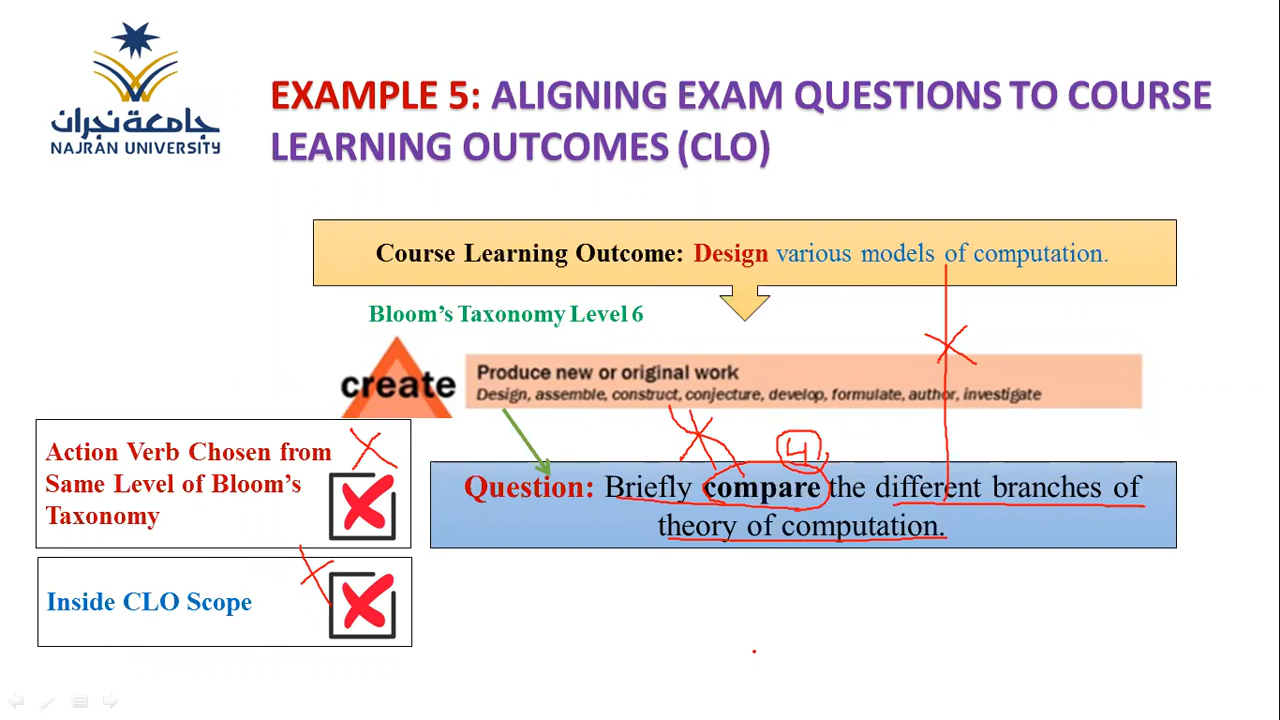 جامعة نجران
NAJRAN UNIVERSITY
EXAMPLE 5: ALIGNING EXAM QUESTIONS TO COURSE
LEARNING OUTCOMES (CLO)
Course Learning Outcome: Design various models of computation.
Bloom’s Taxonomy Level 6
create
Produce new or original work
Design, assemble, construct, conjecture, develop, formulate, author, investigate
Action Verb Chosen from
Same Level of Bloom’s
Taxonomy
4
Question: Briefly compare the different branches of
theory of computation.
Inside CLO Scope